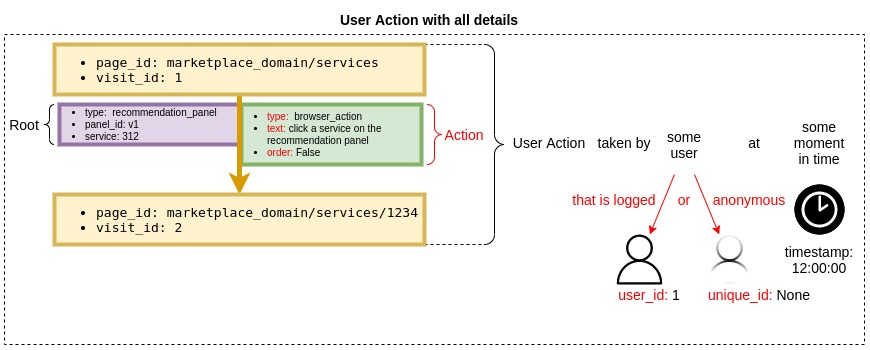 User Action with all details
• page_id: marketplace_domain/services
• visit_id: 1
Root
• type: recommendation_panel
• panel_id: v1
• service: 312
• type: browser_action
• text: click a service on the
recommendation panel
• order: False
Action
User Action taken by some
user
at
some
moment
in time
• page_id: marketplace_domain/services/1234
• visit_id: 2
that is logged or anonymous
timestamp:
12:00:00
user_id: 1
unique_id: None